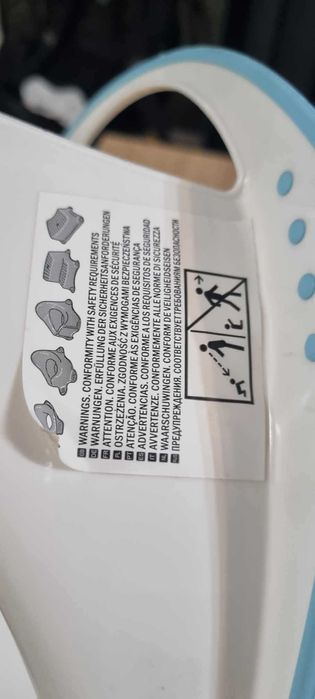 GB WARNINGS. CONFORMITY WITH SAFETY REQUIREMENTS
DE WARNUNGEN. ERFÜLLUNG DER SICHERHEITSANFORDERUNGEN
FR ATTENTION. CONFORME AUX EXIGENCES DE SÉCURITÉ
PL OSTRZEŻENIA. ZGODNOŚĆ Z WYMOGAMI BEZPIECZEŃSTWA
PT ATENÇÃO. CONFORME ÀS EXIGÊNCIAS DE SEGURANÇA
ES ADVERTENCIAS. CONFORME A LOS REQUISITOS DE SEGURIDAD
IT AVVERTENZE. CONFORMEMENTE ALLE NORME DI SICUREZZA
NL WAARSCHUWINGEN. CONFORM DE VEILIGHEIDSEISEN
RU ПРЕДУПРЕЖДЕНИЯ. СООТВЕТСТВУЕТ ТРЕБОВАНИЯМ БЕЗОПАСНОСТИ